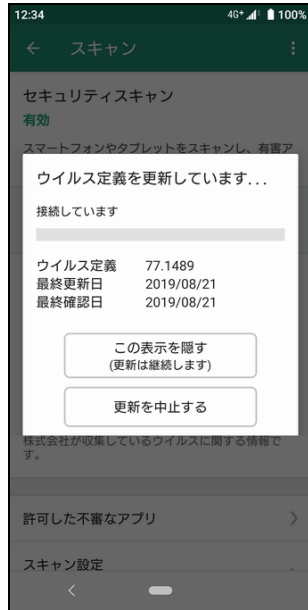 12:34 4G+ 100%
スキャン
セキュリティスキャン
有効
スマートフォンやタブレットをスキャンし、有害ア
ウイルス定義を更新しています...
接続しています
ウイルス定義 77.1489
最終更新日 2019/08/21
最終確認日 2019/08/21
この表示を隠す
(更新は継続します)
更新を中止する
株式会社が収集しているウイルスに関する情報で
す。
許可した不審なアプリ
スキャン設定